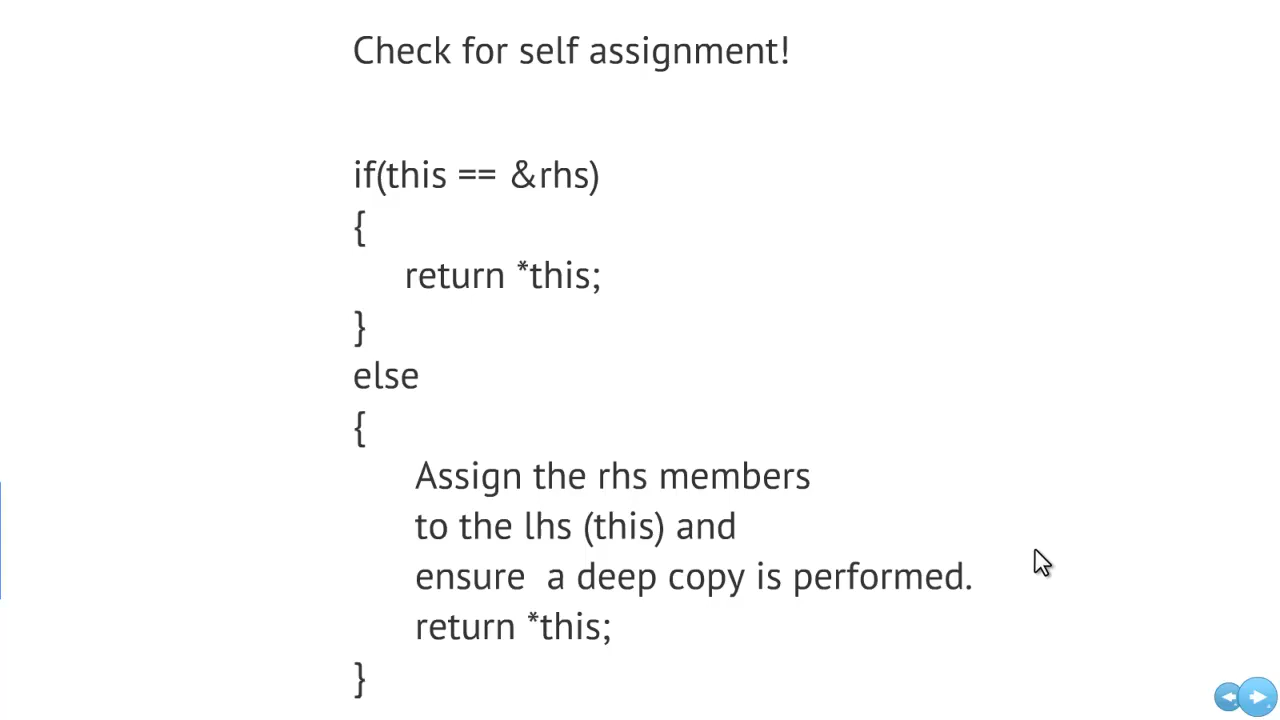 Check for self assignment!
if(this == &rhs)
{
return *this;
}
else
{
Assign the rhs members
to the lhs (this) and
ensure  a deep copy is performed.
return *this;
}